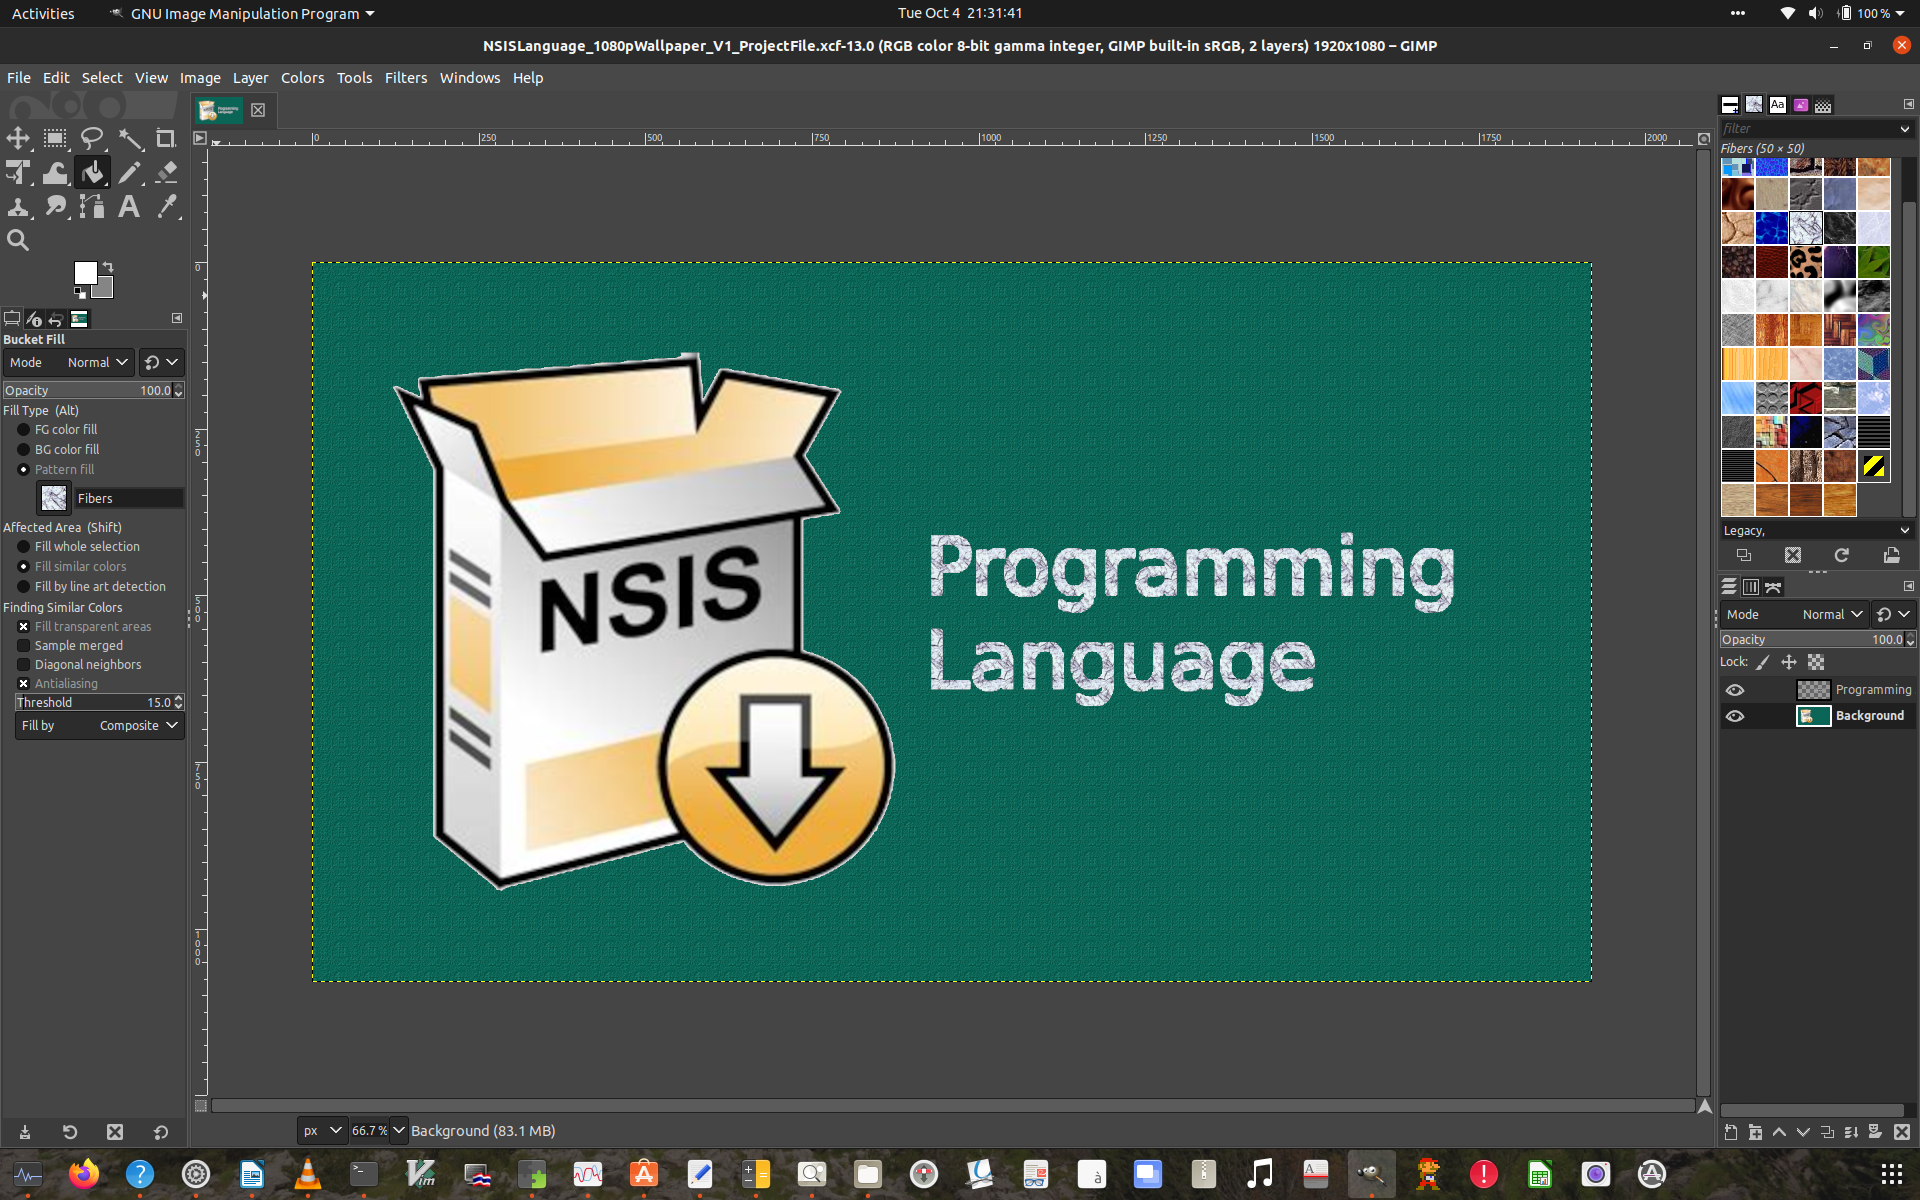 Activities
GNU Image Manipulation Program
Tue Oct 4 21:31:41
100 %
NSISLanguage_1080pWallpaper_V1_ProjectFile.xcf-13.0 (RGB color 8-bit gamma integer, GIMP built-in sRGB, 2 layers) 1920x1080 – GIMP
File Edit Select View Image Layer Colors Tools Filters Windows Help
0 250 500 750 1000 1250 1500 1750 2000
Aa
filter
Fibers (50 × 50)
Bucket Fill
Mode Normal
Opacity 100.0
Fill Type (Alt)
FG color fill
BG color fill
Pattern fill
Fibers
Affected Area (Shift)
Fill whole selection
Fill similar colors
Fill by line art detection
Finding Similar Colors
Fill transparent areas
Sample merged
Diagonal neighbors
Antialiasing
Threshold 15.0
Fill by Composite
0
250
500
750
1000
NSIS
Programming
Language
Legacy,
Mode Normal
Opacity 100.0
Lock:
Programming
Background
px 66.7 % Background (83.1 MB)